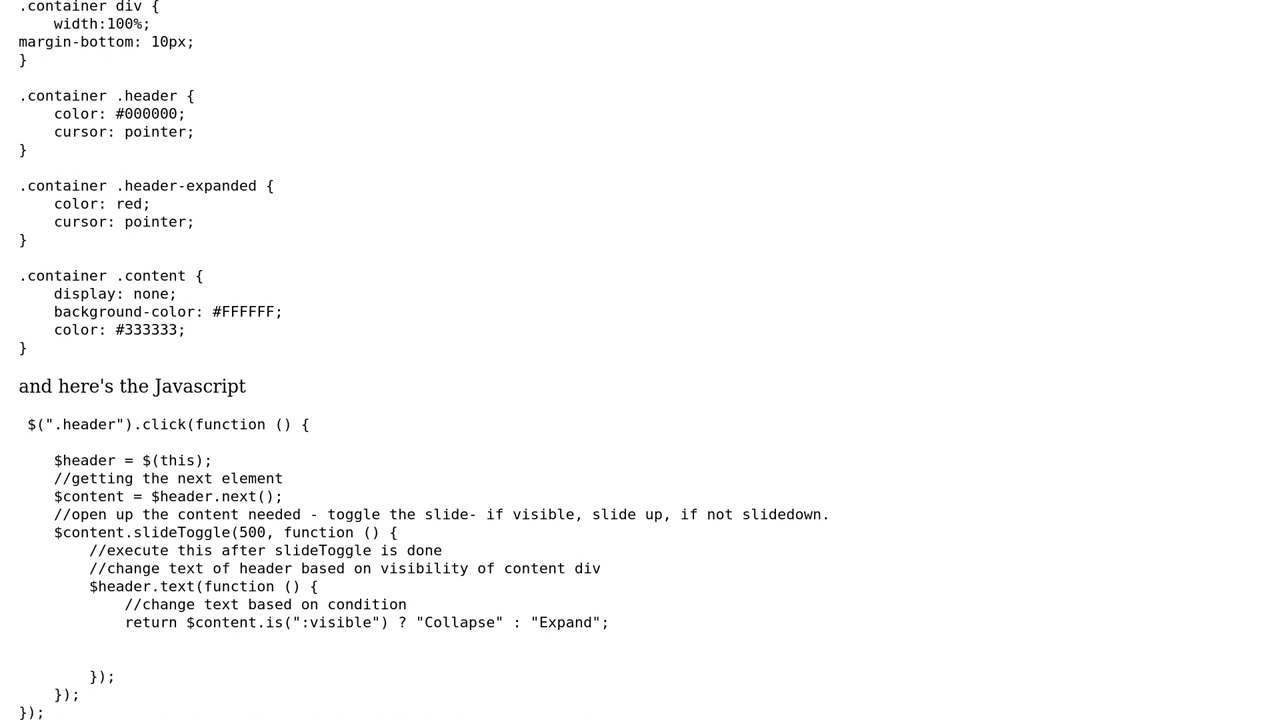 .container div {
    width:100%;
margin-bottom: 10px;
}

.container .header {
    color: #000000;
    cursor: pointer;
}

.container .header-expanded {
    color: red;
    cursor: pointer;
}

.container .content {
    display: none;
    background-color: #FFFFFF;
    color: #333333;
}

and here's the Javascript

 $(".header").click(function () {

    $header = $(this);
    //getting the next element
    $content = $header.next();
    //open up the content needed - toggle the slide- if visible, slide up, if not slidedown.
    $content.slideToggle(500, function () {
        //execute this after slideToggle is done
        //change text of header based on visibility of content div
        $header.text(function () {
            //change text based on condition
            return $content.is(":visible") ? "Collapse" : "Expand";


        });
    });
});